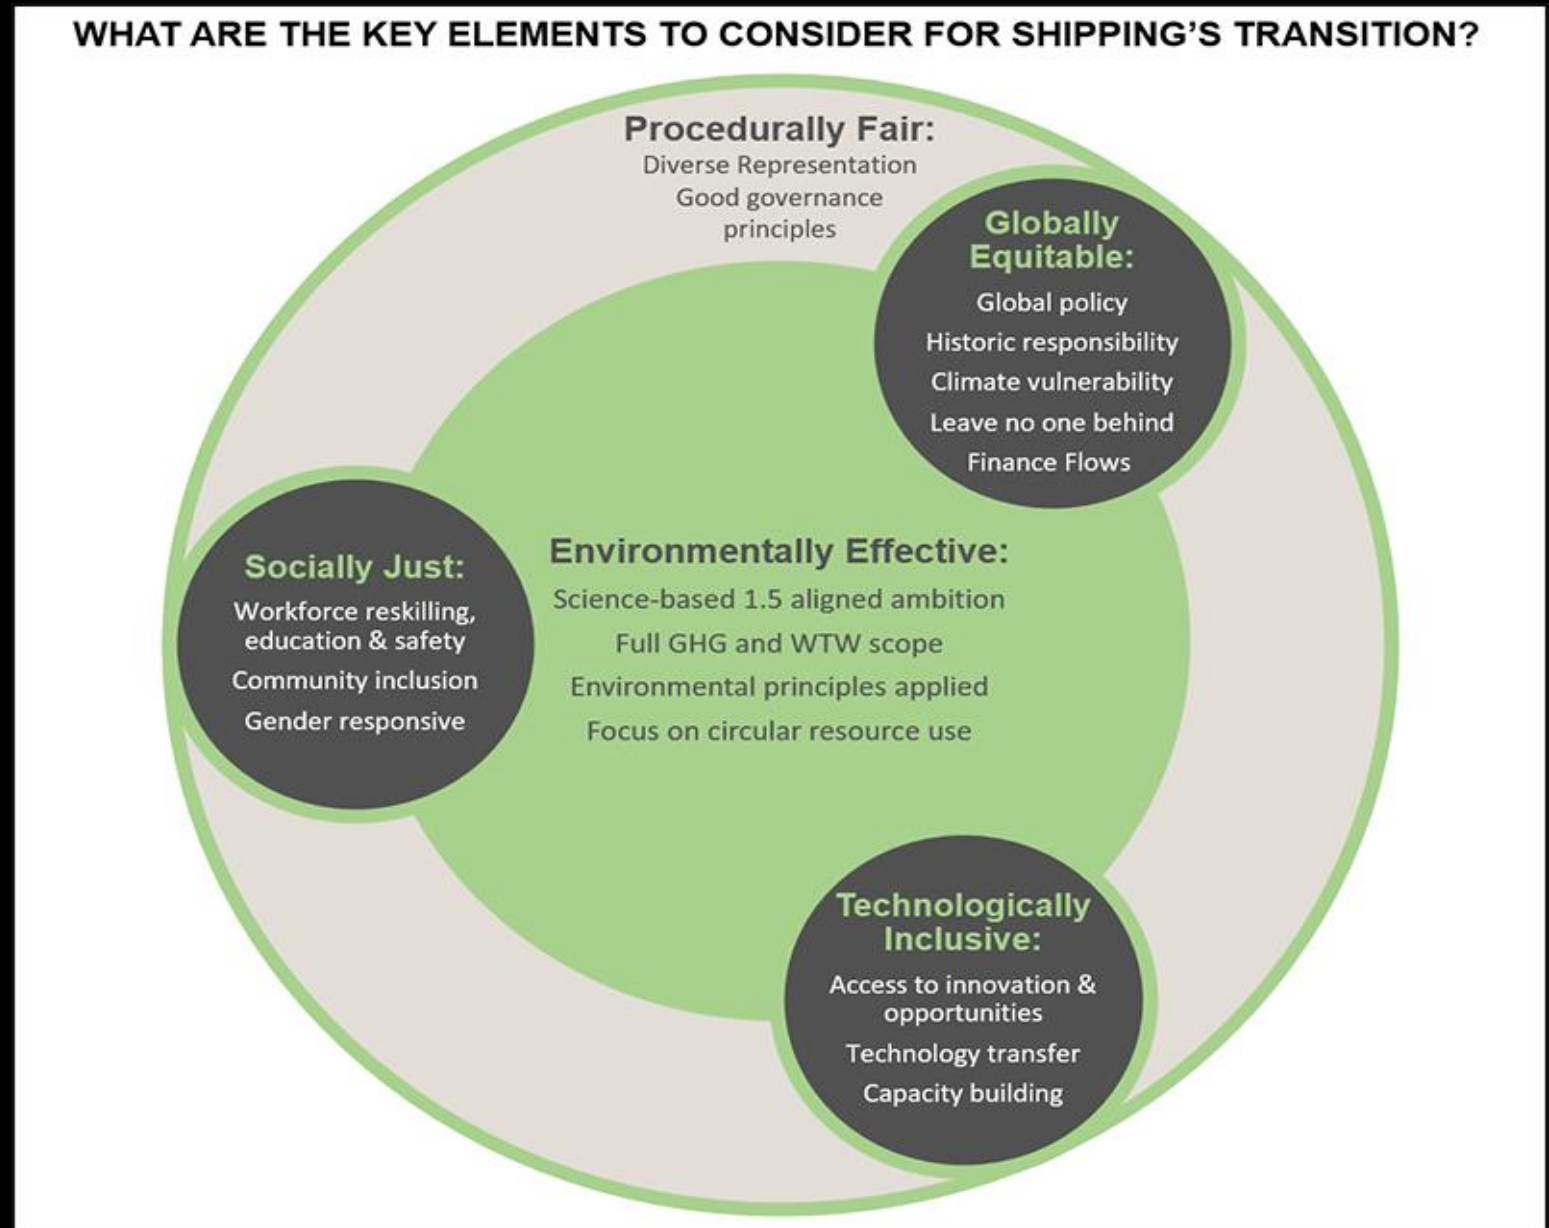 WHAT ARE THE KEY ELEMENTS TO CONSIDER FOR SHIPPING'S TRANSITION?
Procedurally Fair:
Diverse Representation
Good governance
principles
Globally
Equitable:
Global policy
Historic responsibility
Climate vulnerability
Leave no one behind
Finance Flows
Socially Just:
Workforce reskilling,
education & safety
Community inclusion
Gender responsive
Environmentally Effective:
Science-based 1.5 aligned ambition
Full GHG and WTW scope
Environmental principles applied
Focus on circular resource use
Technologically
Inclusive:
Access to innovation &
opportunities
Technology transfer
Capacity building